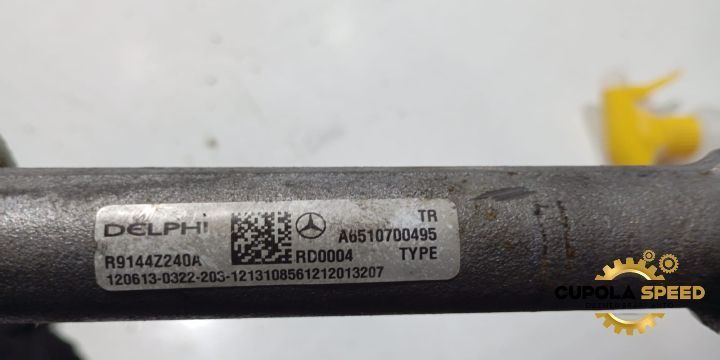 DELPHI
TR
A6510700495
R9144Z240A
RD0004
TYPE
120613-0322-203-1213108561212013207
CUPOLA SPEED